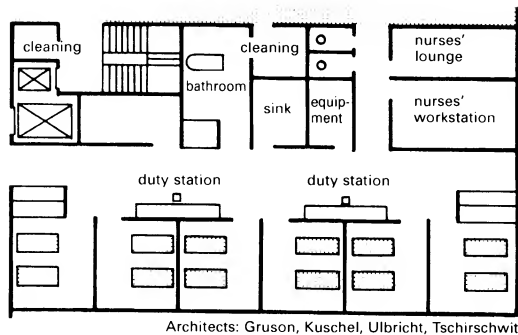 cleaning
cleaning
nurses'
lounge
bathroom
sink
equip-
ment
nurses'
workstation
duty station
duty station
Architects: Gruson, Kuschel, Ulbricht, Tschirschwit